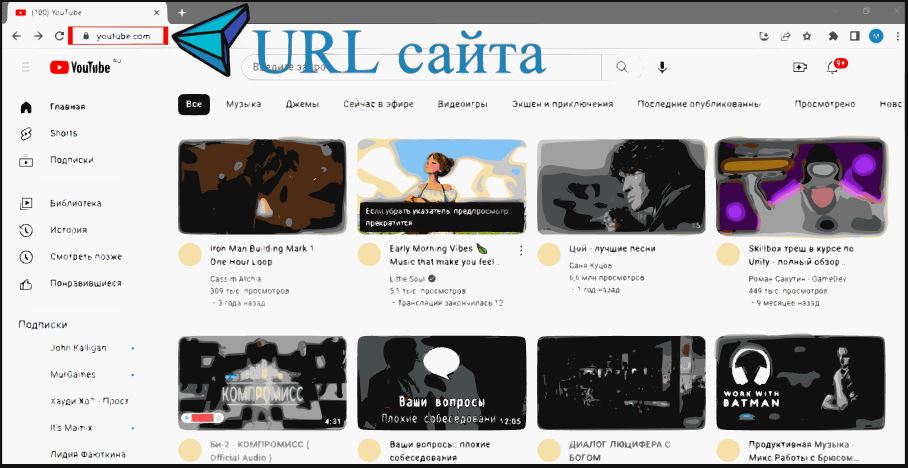 (100) YouTube
youtube.com
URL сайта
YouTube RU
Введите запрос
9+
M
Главная
Shorts
Подписки
Библиотека
История
Смотреть позже
Понравившиеся
Подписки
John Kalligan
MurGames
Хауди Хо™ - Прост
It's Mamix
Лидия Фаюткина
Все
Музыка
Джемы
Сейчас в эфире
Видеоигры
Экшен и приключения
Последние опубликованны
Просмотрено
Новс
Если убрать указатель, предпросмотр
прекратится
Iron Man Building Mark 1
One Hour Loop
Cassim Atchia
309 тыс. просмотров
• 3 года назад
Early Morning Vibes
Music that make you feel ..
Little Soul
5,1 тыс. просмотров
• Трансляция закончилась 12
Цой - лучшие песни
Саня Куцов
6,6 млн просмотров
• 1 год назад
Skillbox треш в курсе по
Unity - полный обзор ..
Роман Сакутин - GameDev
449 тыс. просмотров
• 9 месяцев назад
КОМПРОМИСС
4:31
Би-2 - КОМПРОМИСС (
Official Audio )
Ваши вопросы
Плохие собеседовани
12:05
Ваши вопросы: плохие
собеседования
ДИАЛОГ ЛЮЦИФЕРА С
БОГОМ
WORK WITH
BATMAN
Продуктивная Музыка -
Микс Работы с Брюсом...